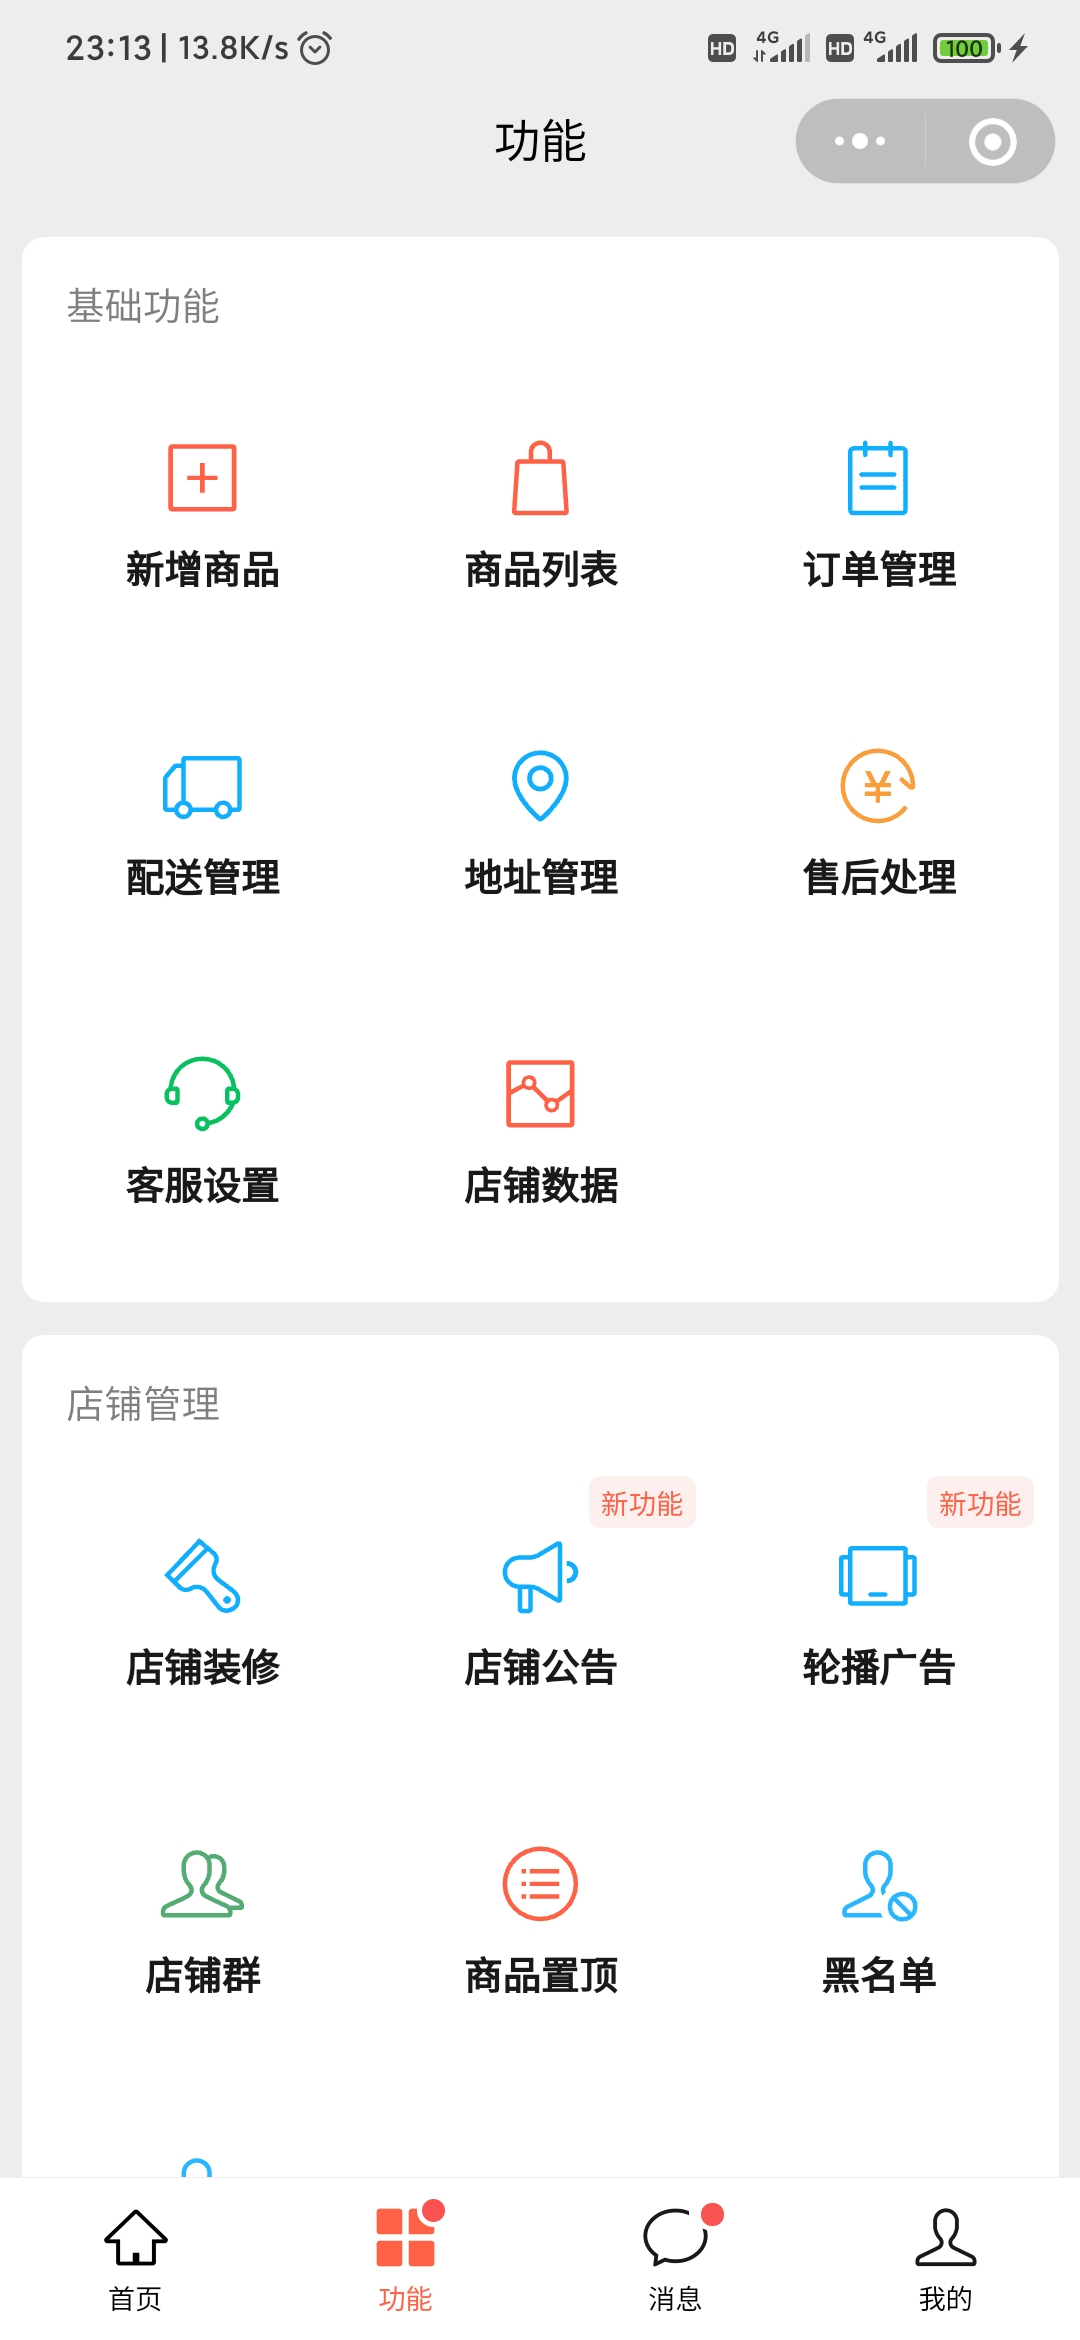 23:13 | 13.8K/s
HD 4G HD 4G 100
功能
基础功能
新增商品 商品列表 订单管理
配送管理 地址管理 售后处理
客服设置 店铺数据
店铺管理
新功能 新功能
店铺装修 店铺公告 轮播广告
店铺群 商品置顶 黑名单
首页 功能 消息 我的